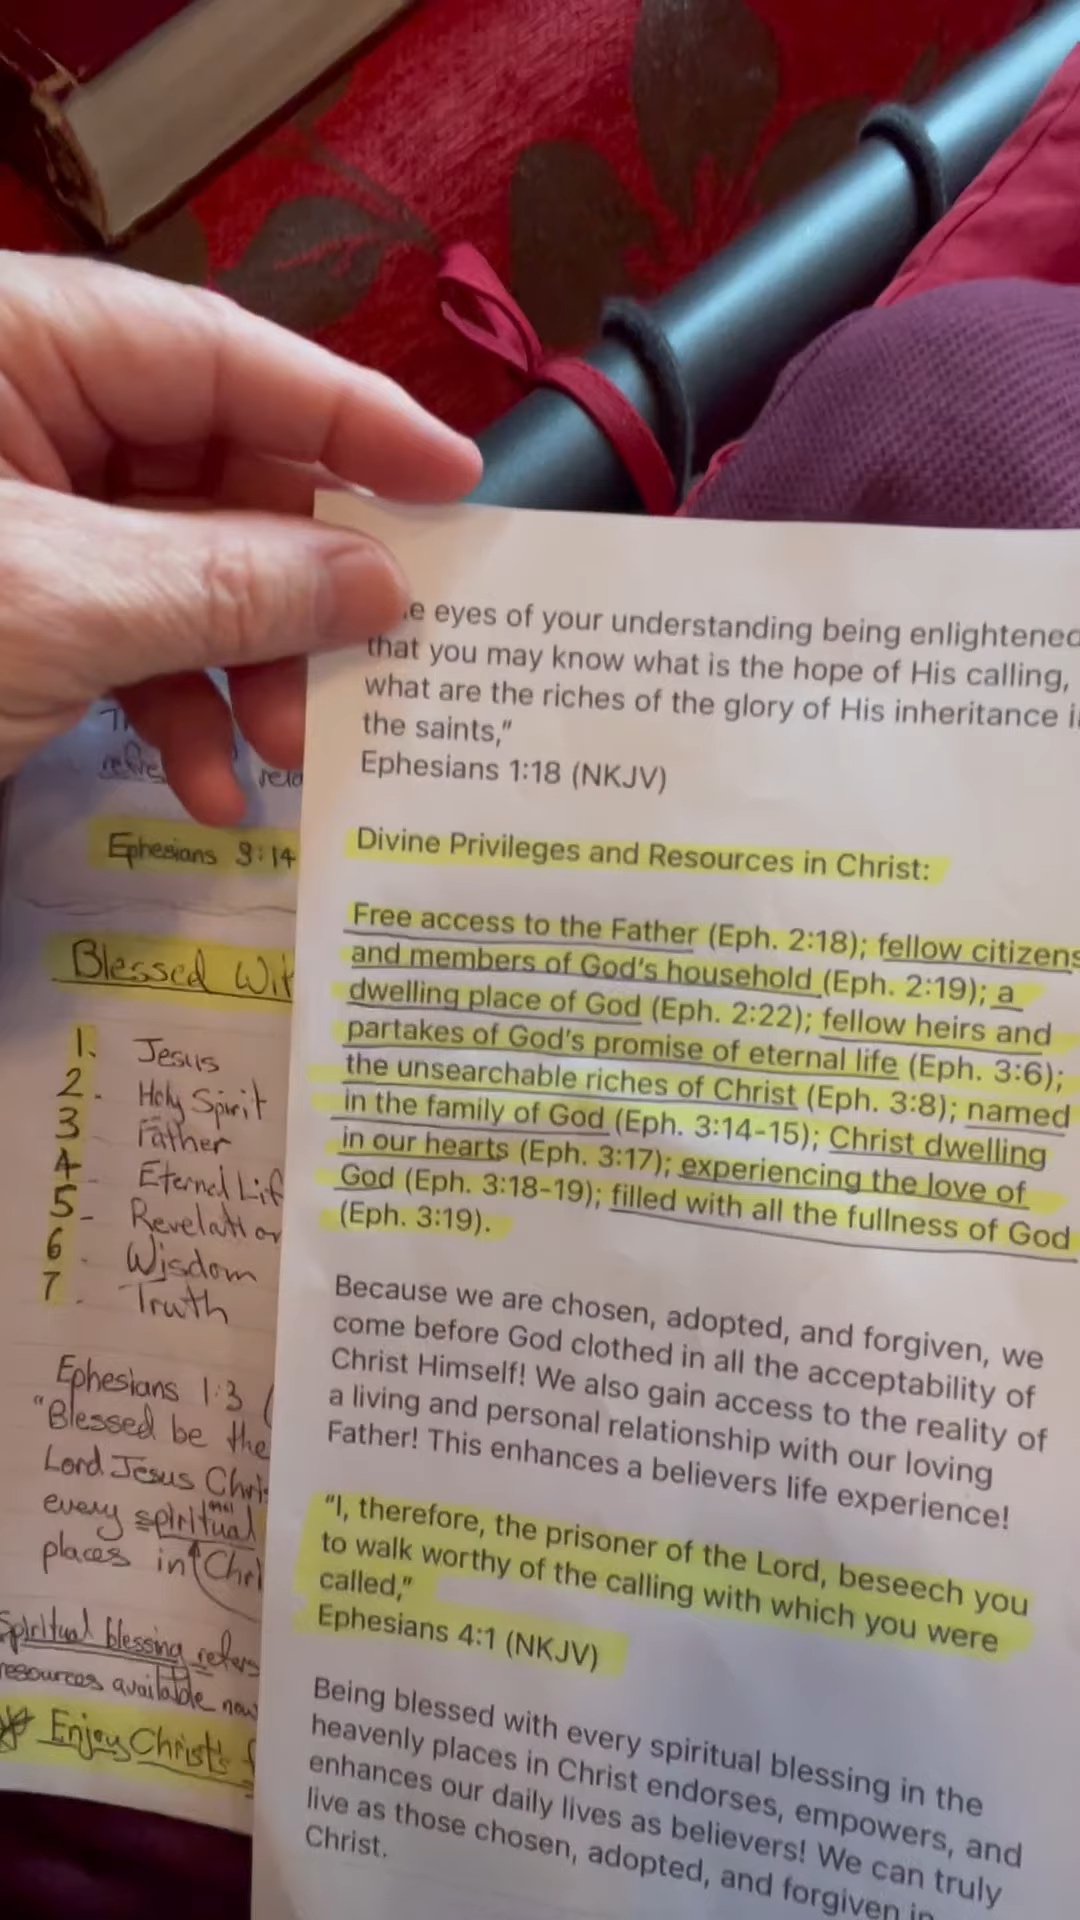 eyes of your understanding being enlightened
that you may know what is the hope of His calling,
what are the riches of the glory of His inheritance
the saints,”
Ephesians 1:18 (NKJV)
Divine Privileges and Resources in Christ:
Free access to the Father (Eph. 2:18); fellow citizens
and members of God’s household (Eph. 2:19); a
dwelling place of God (Eph. 2:22); fellow heirs and
partakes of God’s promise of eternal life (Eph. 3:6);
the unsearchable riches of Christ (Eph. 3:8); named
in the family of God (Eph. 3:14-15); Christ dwelling
in our hearts (Eph. 3:17); experiencing the love of
God (Eph. 3:18-19); filled with all the fullness of God
(Eph. 3:19).
Because we are chosen, adopted, and forgiven, we
come before God clothed in all the acceptability of
Christ Himself! We also gain access to the reality of
a living and personal relationship with our loving
Father! This enhances a believers life experience!
“I, therefore, the prisoner of the Lord, beseech you
to walk worthy of the calling with which you were
called,”
Ephesians 4:1 (NKJV)
Being blessed with every spiritual blessing in the
heavenly places in Christ endorses, empowers, and
enhances our daily lives as believers! We can truly
live as those chosen, adopted, and forgiven in
Christ.
Ephesians 3:14
Blessed Wit
1. Jesus
2. Holy Spirit
3 Father
4 Eternal Lif
5 Revelation
6. Wisdom
7. Truth
Ephesians 1:3 (
“Blessed be the
Lord Jesus Chri
every spiritual
places in Chri
Spiritual blessing refers
resources available now
Enjoy Christ's